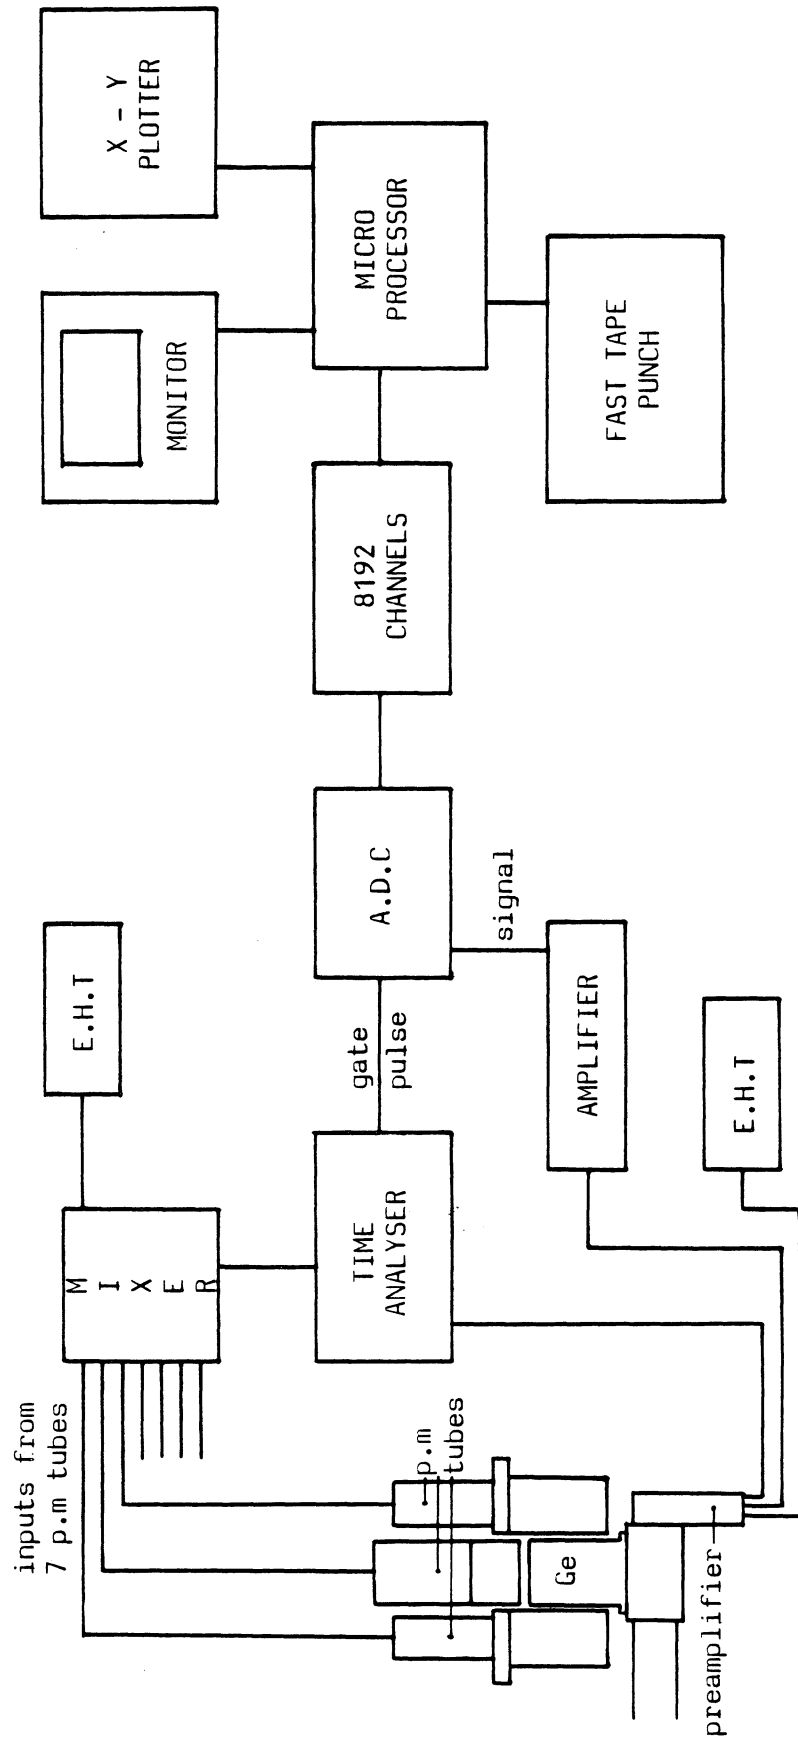 inputs from
7 p.m tubes
MIXER
E.H.T
MONITOR
X - Y
PLOTTER
TIME
ANALYSER
gate
pulse
A.D.C
8192
CHANNELS
MICRO
PROCESSOR
p.m
tubes
signal
AMPLIFIER
FAST TAPE
PUNCH
Ge
E.H.T
preamplifier